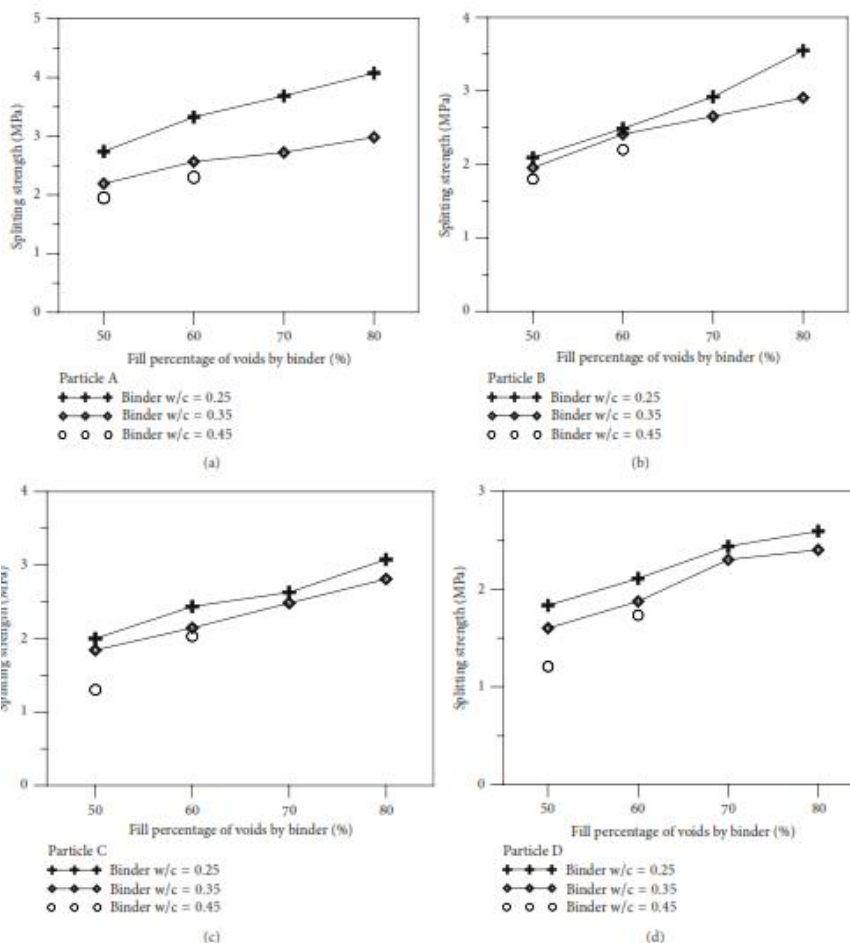 5
4
3
2
1
0
Splitting strength (MPa)
50 60 70 80
Fill percentage of voids by binder (%)
Particle A
Binder w/c = 0.25
Binder w/c = 0.35
Binder w/c = 0.45
(a)
4
3
2
1
0
Splitting strength (MPa)
50 60 70 80
Fill percentage of voids by binder (%)
Particle B
Binder w/c = 0.25
Binder w/c = 0.35
Binder w/c = 0.45
(b)
4
3
2
1
0
Splitting strength (MPa)
50 60 70 80
Fill percentage of voids by binder (%)
Particle C
Binder w/c = 0.25
Binder w/c = 0.35
Binder w/c = 0.45
(c)
3
2
1
0
Splitting strength (MPa)
50 60 70 80
Fill percentage of voids by binder (%)
Particle D
Binder w/c = 0.25
Binder w/c = 0.35
Binder w/c = 0.45
(d)